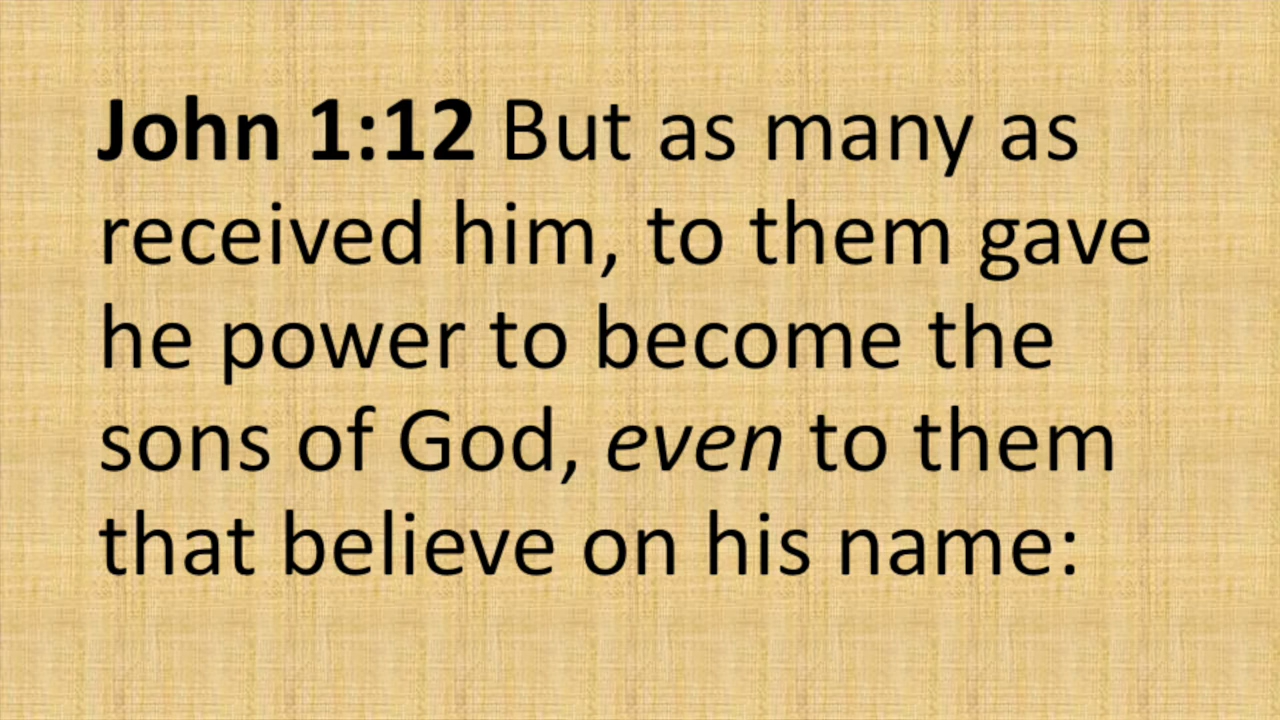 John 1:12 But as many as
received him, to them gave
he power to become the
sons of God, even to them
that believe on his name: